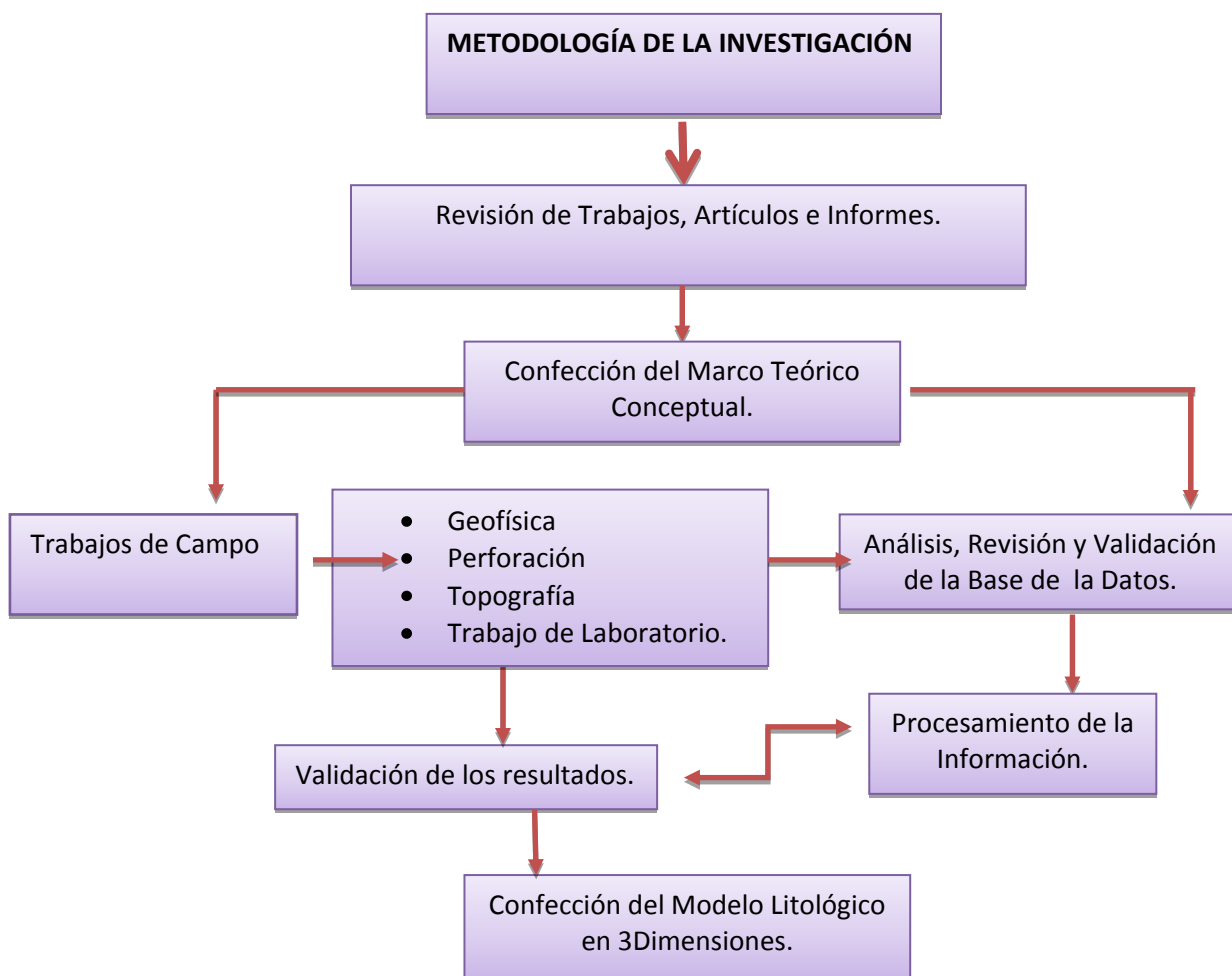 METODOLOGÍA DE LA INVESTIGACIÓN
Revisión de Trabajos, Artículos e Informes.
Confección del Marco Teórico
Conceptual.
Trabajos de Campo
• Geofísica
• Perforación
• Topografía
• Trabajo de Laboratorio.
Análisis, Revisión y Validación
de la Base de la Datos.
Procesamiento de la
Información.
Validación de los resultados.
Confección del Modelo Litológico
en 3Dimensiones.